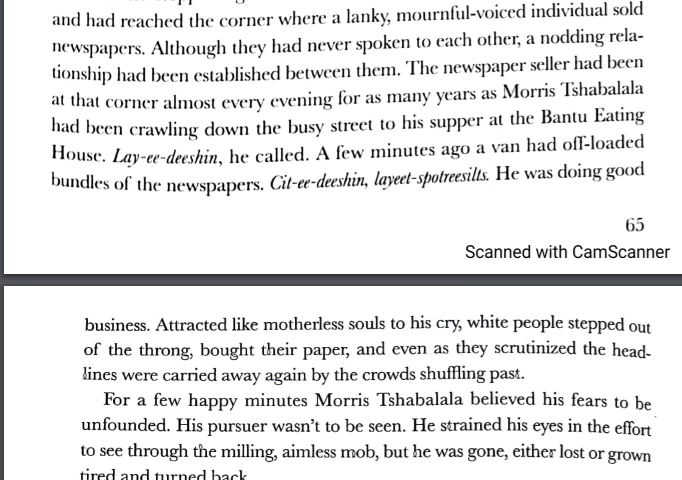 and had reached the corner where a lanky, mournful-voiced individual sold
newspapers. Although they had never spoken to each other, a nodding rela-
tionship had been established between them. The newspaper seller had been
at that corner almost every evening for as many years as Morris Tshabalala
had been crawling down the busy street to his supper at the Bantu Eating
House. Lay-ee-deeshin, he called. A few minutes ago a van had off-loaded
bundles of the newspapers. Cit-ee-deeshin, layeet-spotreesilts. He was doing good
65
Scanned with CamScanner
business. Attracted like motherless souls to his cry, white people stepped out
of the throng, bought their paper, and even as they scrutinized the head-
lines were carried away again by the crowds shuffling past.
For a few happy minutes Morris Tshabalala believed his fears to be
unfounded. His pursuer wasn't to be seen. He strained his eyes in the effort
to see through the milling, aimless mob, but he was gone, either lost or grown
tired and turned back